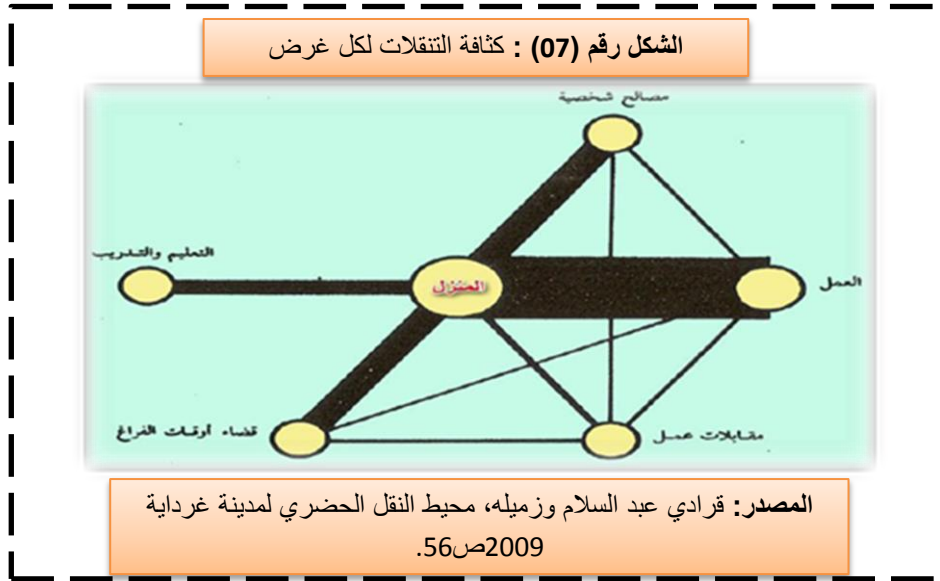 الشكل رقم (07) : كثافة التنقلات لكل غرض
مصالح شخصية
التعليم والتدريب
المنزل
العمل
قضاء أوقات الفراغ
مقابلات عمل
المصدر: قرادي عبد السلام وزميله، محيط النقل الحضري لمدينة غرداية
2009ص56.